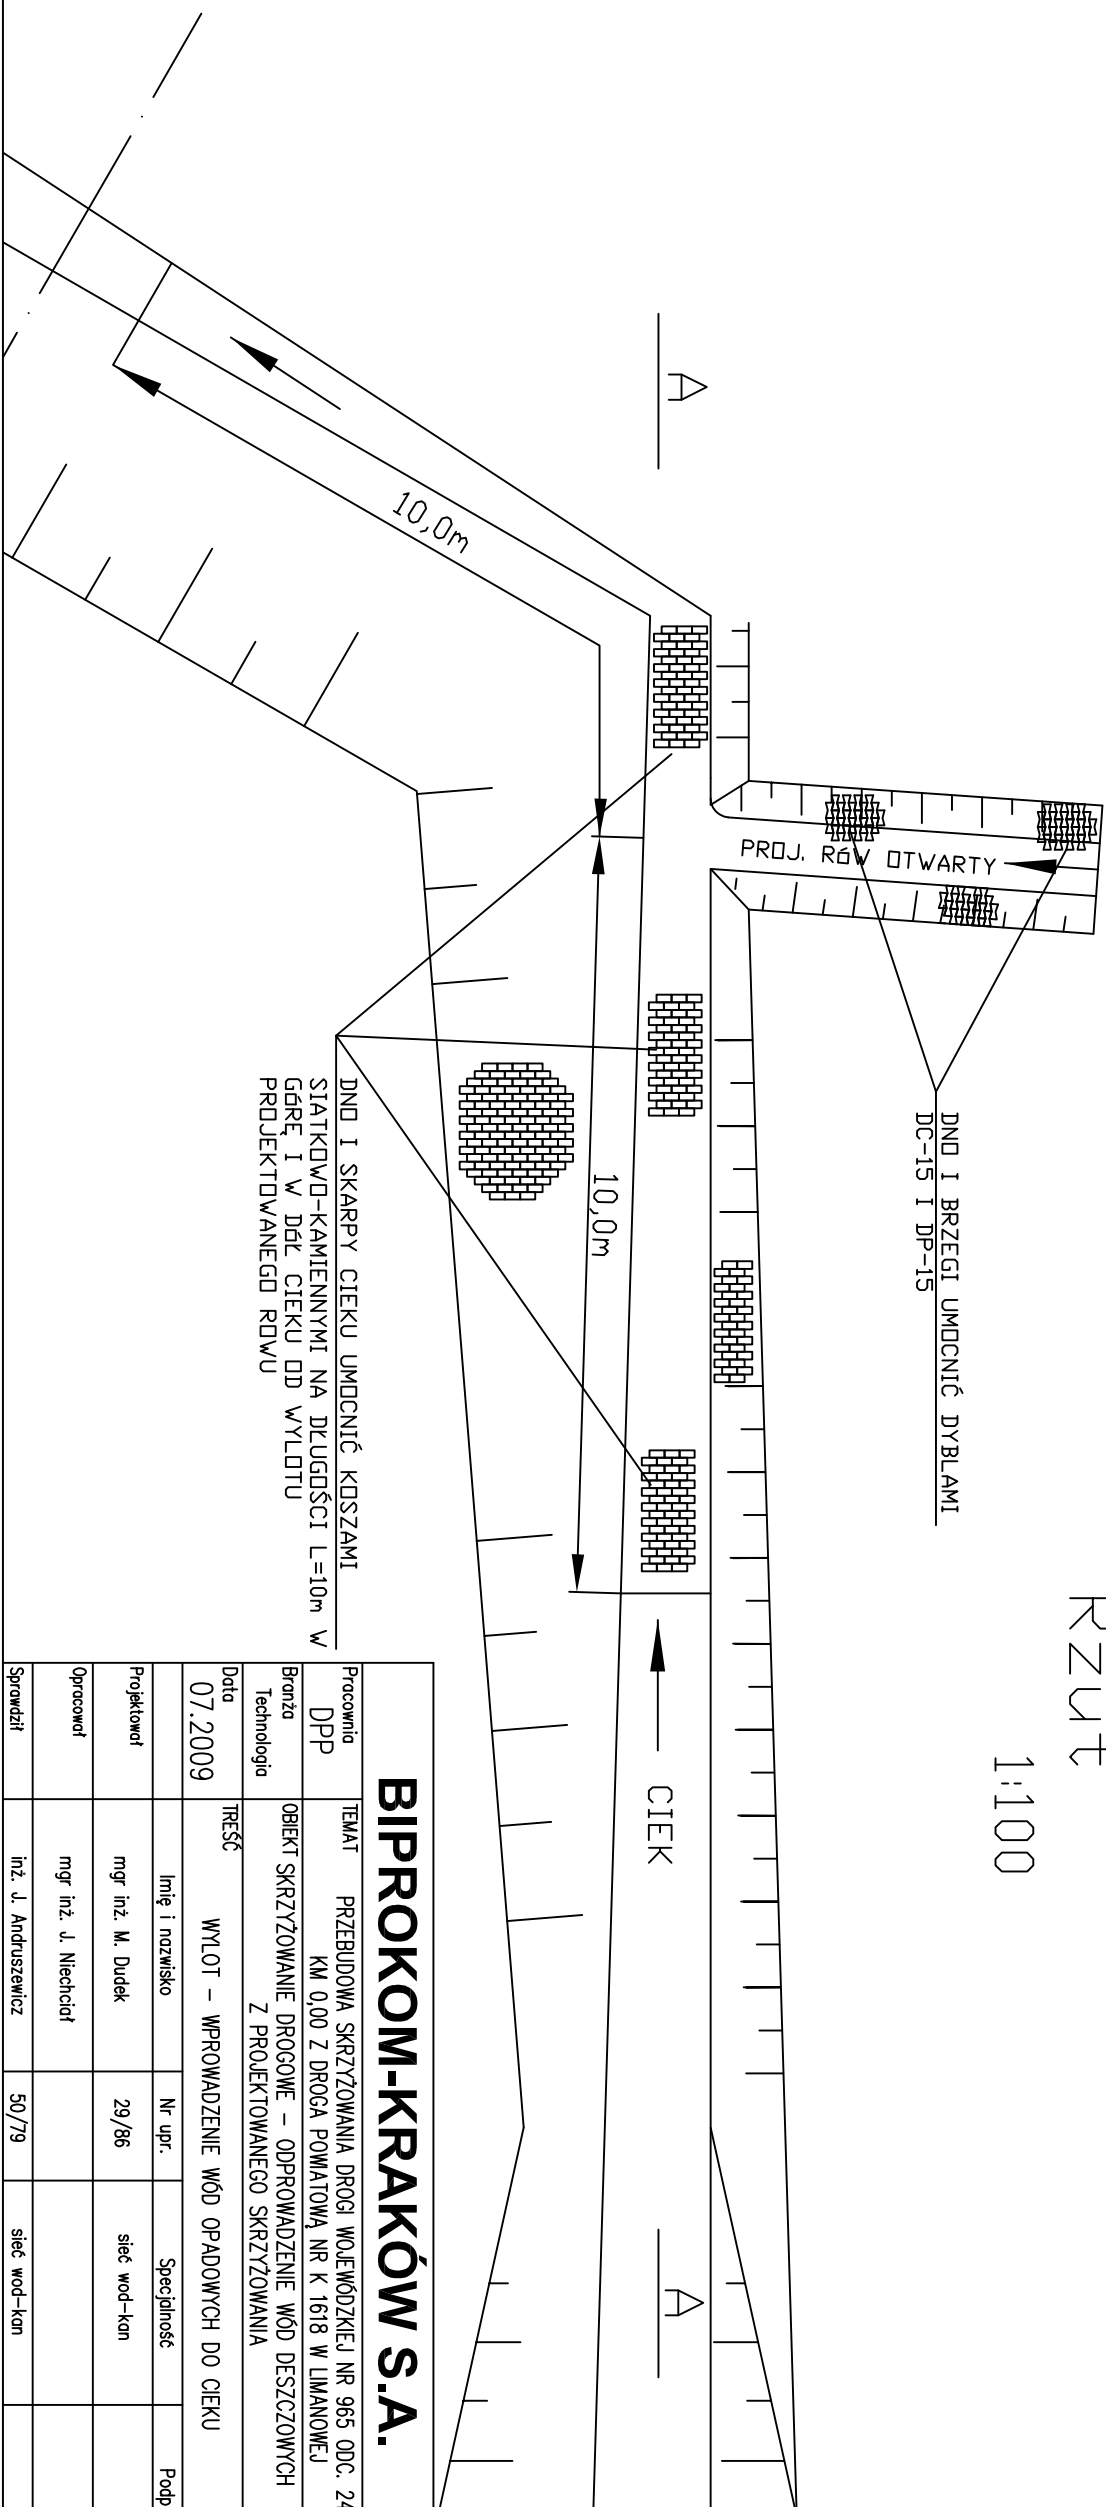 Rzut
1:100
DNO I BRZEGI UMOCNIĆ DYBLAMI
DC-15 I DP-15
PROJ. RóW OTWARTY
A
A
10,0m
10,0m
CIEK
DNO I SKARPY CIEKU UMOCNIĆ KOSZAMI
SIATKOWO-KAMIENNYMI NA DŁUGOŚCI L=10m W
GÓRĘ I W DÓŁ CIEKU OD WYLOTU
PROJEKTOWANEGO ROWU
BIPROKOM-KRAKÓW S.A.
Pracownia
DPP
TEMAT PRZEBUDOWA SKRZYŻOWANIA DROGI WOJEWÓDZKIEJ NR 965 ODC. 24
KM 0,00 Z DROGA POWIATOWĄ NR K 1618 W LIMANOWEJ
Branża
Technologia
OBIEKT SKRZYŻOWANIE DROGOWE – ODPROWADZENIE WÓD DESZCZOWYCH
Z PROJEKTOWANEGO SKRZYŻOWANIA
Data
07.2009
TREŚĆ
WYLOT – WPROWADZENIE WÓD OPADOWYCH DO CIEKU
Imię i nazwisko Nr upr. Specjalność Podp
Projektował mgr inż. M. Dudek 29/86 sieć wod-kan
Opracował mgr inż. J. Niechciał
Sprawdził inż. J. Andruszewicz 50/79 sieć wod-kan